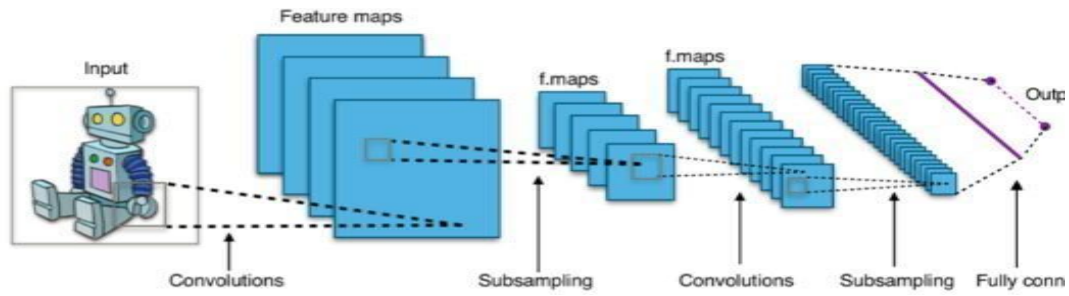 Feature maps
Input
f.maps
f.maps
Outp
Convolutions
Subsampling
Convolutions
Subsampling
Fully conn